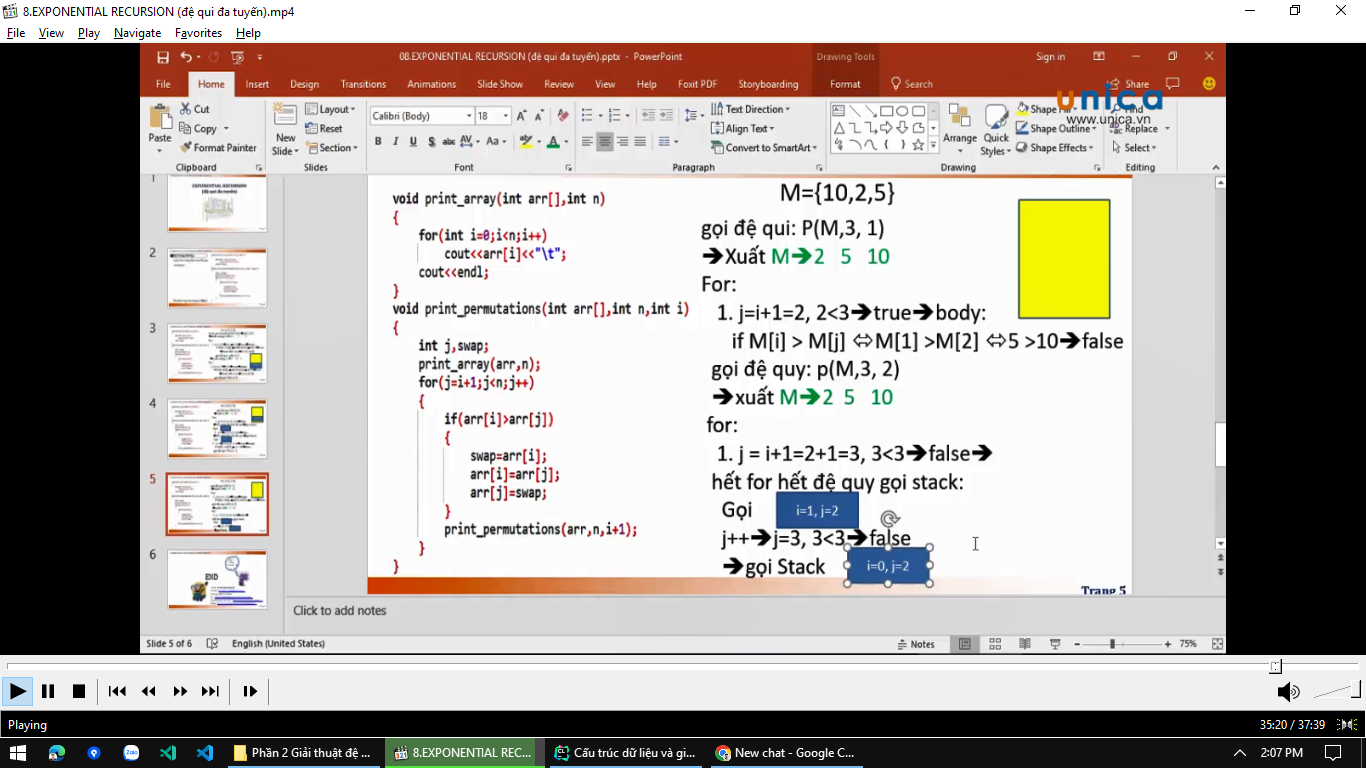 8.EXPONENTIAL RECURSION (đệ qui đa tuyến).mp4
File View Play Navigate Favorites Help
08.EXPONENTIAL RECURSION (đệ qui đa tuyến).pptx - PowerPoint
Drawing Tools
Sign in
File Home Insert Design Transitions Animations Slide Show Review View Help Foxit PDF Storyboarding Format Search Share
unica
www.unica.vn
Paste
Cut
Copy
Format Painter
Clipboard
New Slide
Layout
Reset
Section
Slides
Calibri (Body) 18
B I U S abc AV Aa A
Font
Text Direction
Align Text
Convert to SmartArt
Paragraph
Arrange
Quick Styles
Shape Fill
Shape Outline
Shape Effects
Drawing
Find
Replace
Select
Editing
1
EXPONENTIAL RECURSION
(đệ qui đa tuyến)
2
3
4
5
6
END
void print_array(int arr[],int n)
{
for(int i=0;i<n;i++)
cout<<arr[i]<<"\t";
cout<<endl;
}
void print_permutations(int arr[],int n,int i)
{
int j,swap;
print_array(arr,n);
for(j=i+1;j<n;j++)
{
if(arr[i]>arr[j])
{
swap=arr[i];
arr[i]=arr[j];
arr[j]=swap;
}
print_permutations(arr,n,i+1);
}
}
M={10,2,5}
gọi đệ qui: P(M,3, 1)
➔Xuất M➔2 5 10
For:
1. j=i+1=2, 2<3➔true➔body:
if M[i] > M[j] ⇔M[1] >M[2] ⇔5 >10➔false
gọi đệ quy: p(M,3, 2)
➔xuất M➔2 5 10
for:
1. j = i+1=2+1=3, 3<3➔false➔
hết for hết đệ quy gọi stack:
Gọi i=1, j=2
j++➔j=3, 3<3➔false
➔gọi Stack i=0, j=2
Trang 5
Click to add notes
Slide 5 of 6 English (United States) Notes 75%
Playing 35:20 / 37:39
Zalo
Phần 2 Giải thuật đệ ...
8.EXPONENTIAL REC...
Cấu trúc dữ liệu và gi...
New chat - Google C...
2:07 PM